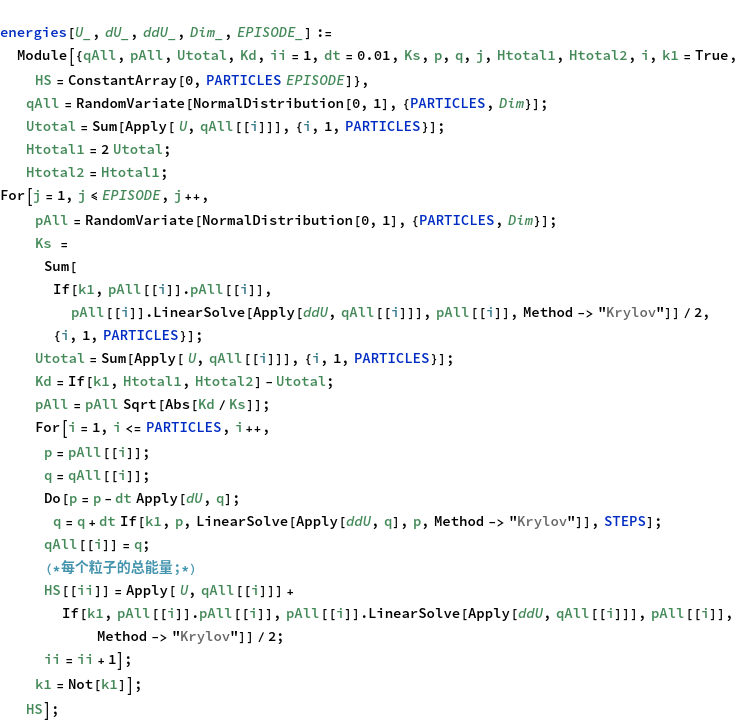 energies[U_, dU_, ddU_, Dim_, EPISODE_] :=
Module[{qAll, pAll, Utotal, Kd, ii = 1, dt = 0.01, Ks, p, q, j, Htotal1, Htotal2, i, k1 = True,
HS = ConstantArray[0, PARTICLES EPISODE]},
qAll = RandomVariate[NormalDistribution[0, 1], {PARTICLES, Dim}];
Utotal = Sum[Apply[ U, qAll[[i]]], {i, 1, PARTICLES}];
Htotal1 = 2 Utotal;
Htotal2 = Htotal1;
For[j = 1, j ≤ EPISODE, j++,
pAll = RandomVariate[NormalDistribution[0, 1], {PARTICLES, Dim}];
Ks =
Sum[
If[k1, pAll[[i]].pAll[[i]],
pAll[[i]].LinearSolve[Apply[ddU, qAll[[i]]], pAll[[i]], Method -> "Krylov"]] / 2,
{i, 1, PARTICLES}];
Utotal = Sum[Apply[ U, qAll[[i]]], {i, 1, PARTICLES}];
Kd = If[k1, Htotal1, Htotal2] - Utotal;
pAll = pAll Sqrt[Abs[Kd / Ks]];
For[i = 1, i <= PARTICLES, i++,
p = pAll[[i]];
q = qAll[[i]];
Do[p = p - dt Apply[dU, q];
q = q + dt If[k1, p, LinearSolve[Apply[ddU, q], p, Method -> "Krylov"]], STEPS];
qAll[[i]] = q;
(*每个粒子的总能量;*)
HS[[ii]] = Apply[ U, qAll[[i]]] +
If[k1, pAll[[i]].pAll[[i]], pAll[[i]].LinearSolve[Apply[ddU, qAll[[i]]], pAll[[i]],
Method -> "Krylov"]] / 2;
ii = ii + 1];
k1 = Not[k1]];
HS];